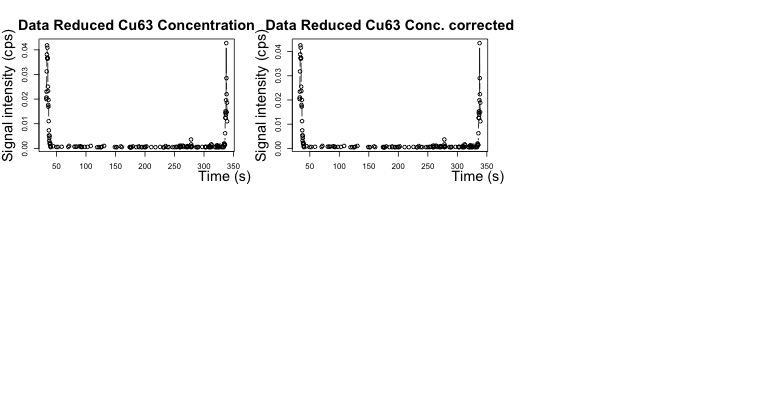 Data Reduced Cu63 Concentration
Signal intensity (cps)
0.00 0.01 0.02 0.03 0.04
50 100 150 200 250 300 350
Time (s)
Data Reduced Cu63 Conc. corrected
Signal intensity (cps)
0.00 0.01 0.02 0.03 0.04
50 100 150 200 250 300 350
Time (s)